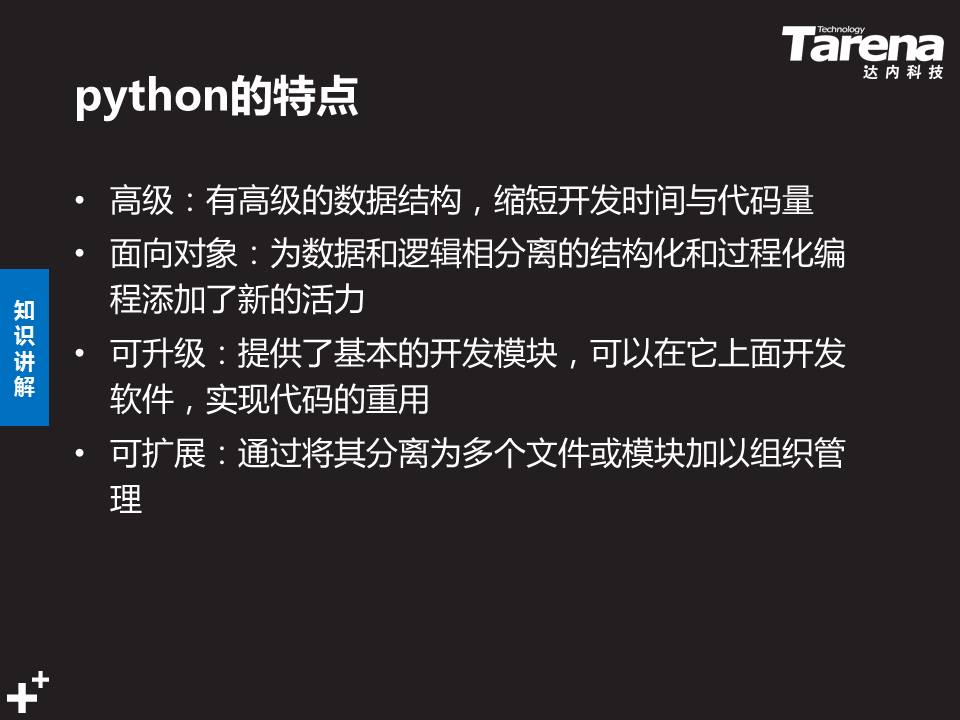 Technology
Tarena
达内科技
python的特点
• 高级：有高级的数据结构，缩短开发时间与代码量
• 面向对象：为数据和逻辑相分离的结构化和过程化编
程添加了新的活力
• 可升级：提供了基本的开发模块，可以在它上面开发
软件，实现代码的重用
• 可扩展：通过将其分离为多个文件或模块加以组织管
理
知
识
讲
解